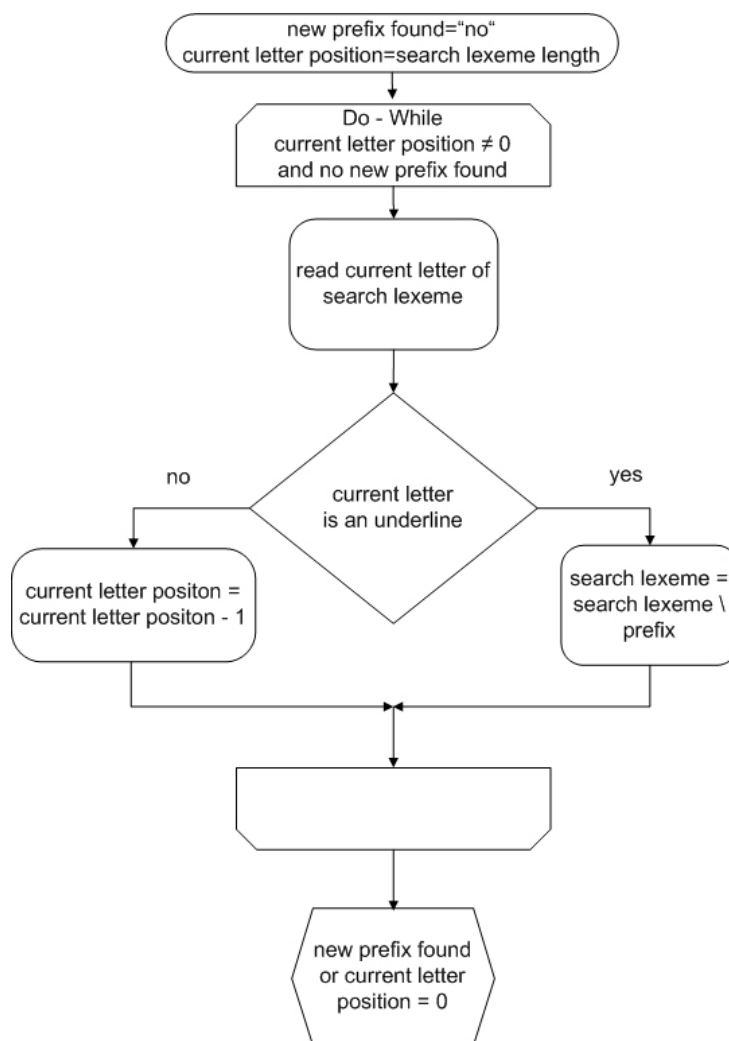 new prefix found=“no“
current letter position=search lexeme length
Do - While
current letter position ≠ 0
and no new prefix found
read current letter of
search lexeme
no
yes
current letter
is an underline
current letter positon =
current letter positon - 1
search lexeme =
search lexeme \
prefix
new prefix found
or current letter
position = 0